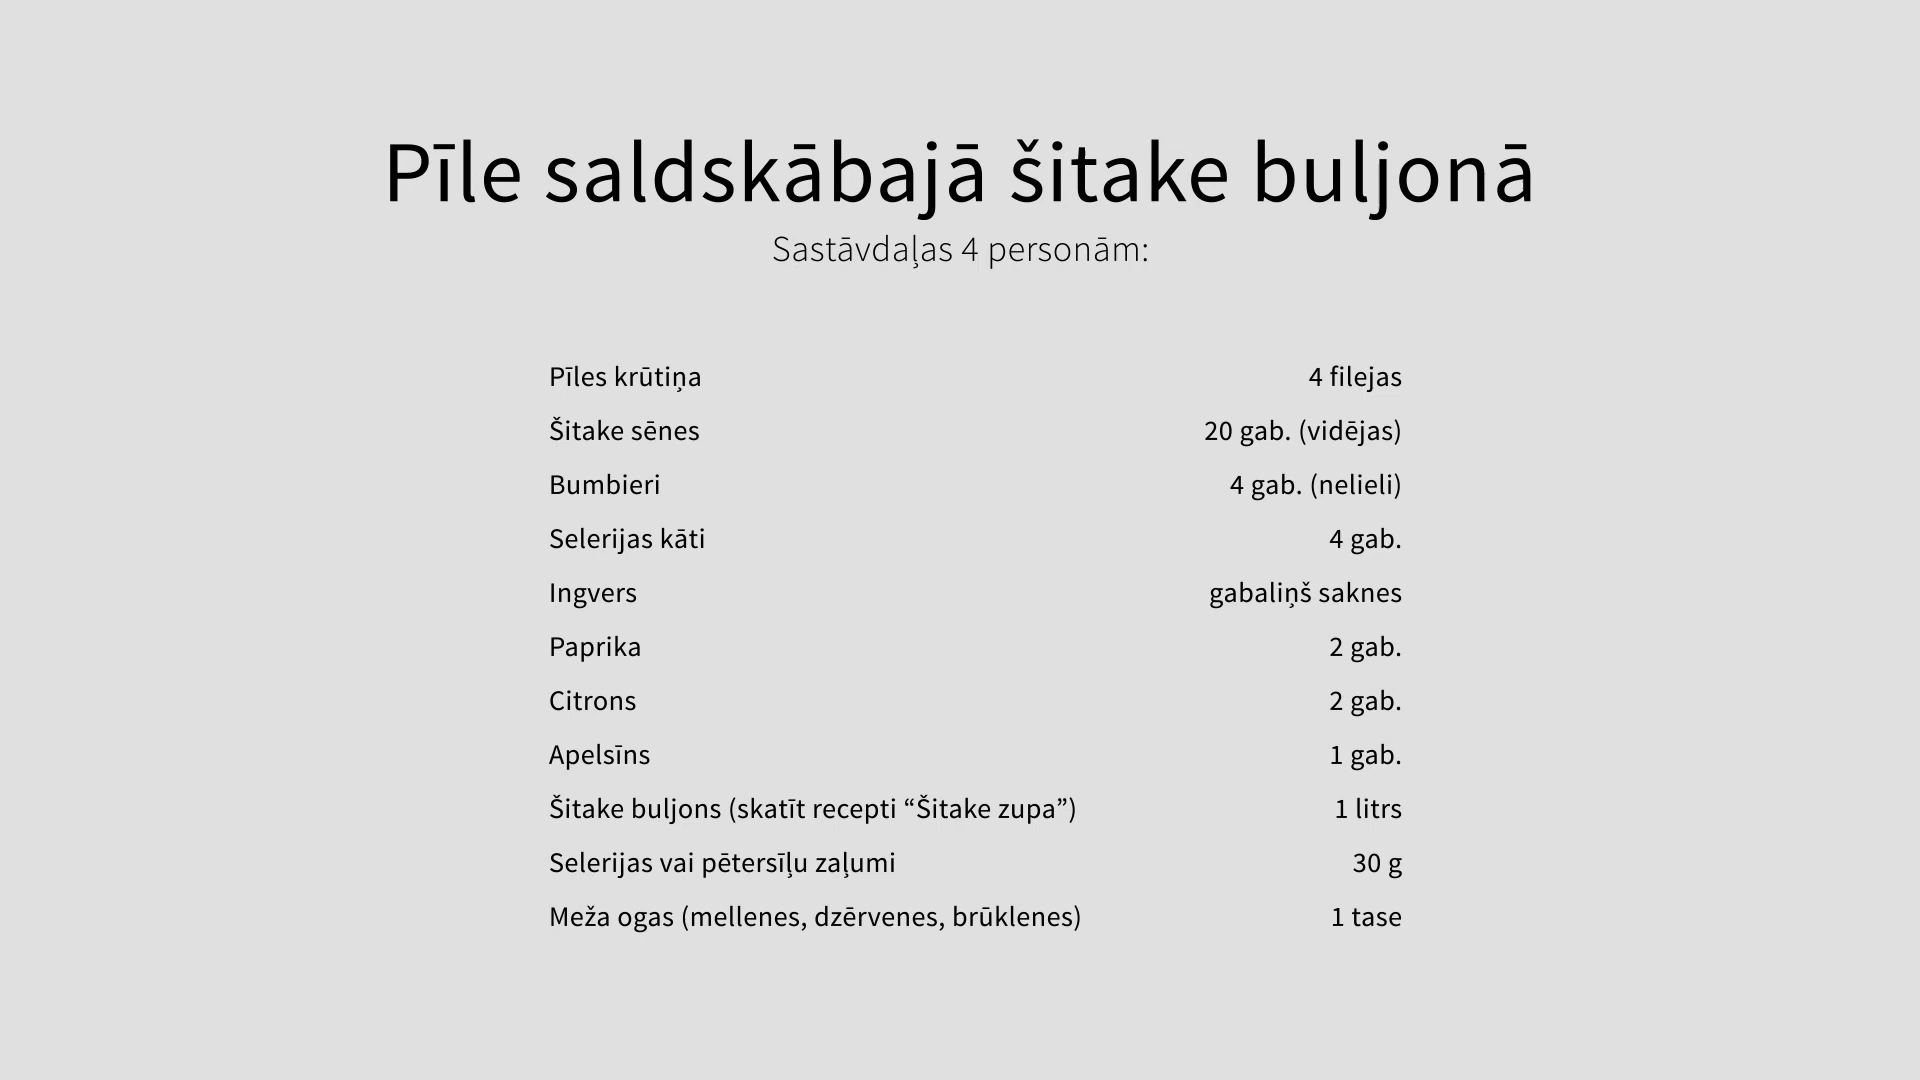 Pīle saldskābajā šitake buljonā
Sastāvdaļas 4 personām:
Pīles krūtiņa 4 filejas
Šitake sēnes 20 gab. (vidējas)
Bumbieri 4 gab. (nelieli)
Selerijas kāti 4 gab.
Ingvers gabaliņš saknes
Paprika 2 gab.
Citrons 2 gab.
Apelsīns 1 gab.
Šitake buljons (skatīt recepti “Šitake zupa”) 1 litrs
Selerijas vai pētersīļu zaļumi 30 g
Meža ogas (mellenes, dzērvenes, brūklenes) 1 tase